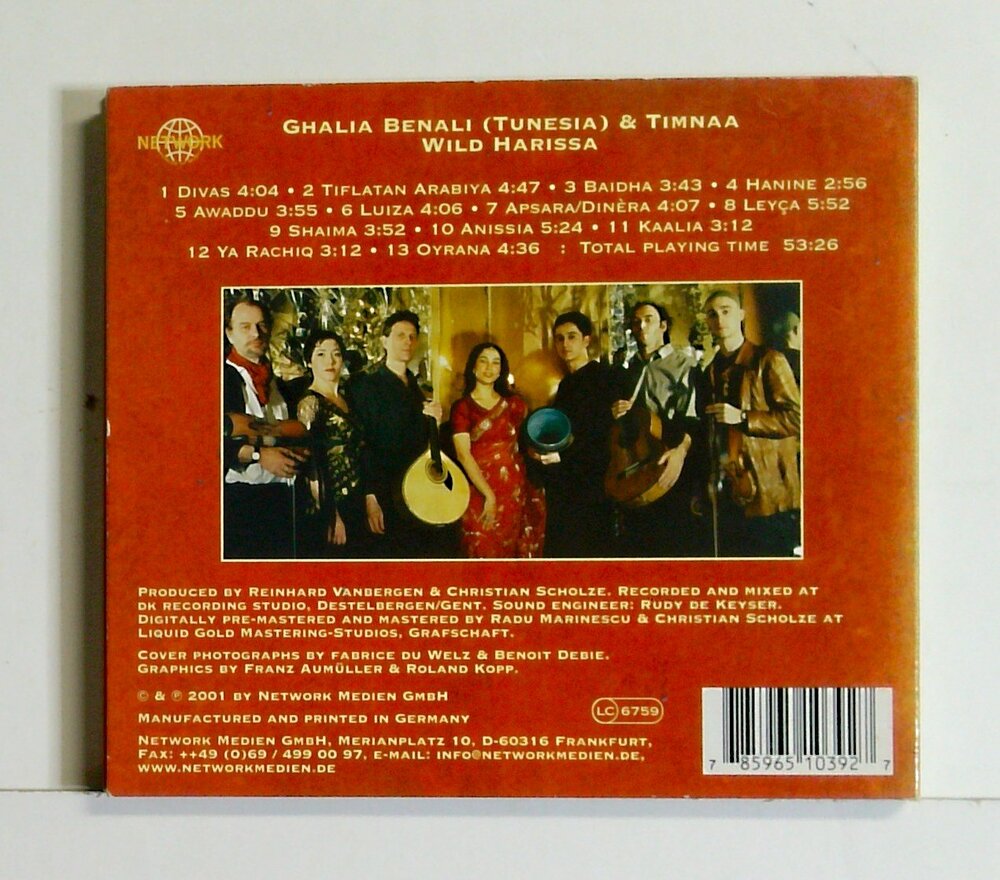 NETWORK
GHALIA BENALI (TUNESIA) & TIMNAA
WILD HARISSA
1 DIVAS 4:04 • 2 TIFLATAN ARABIYA 4:47 • 3 BAIDHA 3:43 • 4 HANINE 2:56
5 AWADDU 3:55 • 6 LUIZA 4:06 • 7 APSARA/DINÈRA 4:07 • 8 LEYÇA 5:52
9 SHAIMA 3:52 • 10 ANISSIA 5:24 • 11 KAALIA 3:12
12 YA RACHIQ 3:12 • 13 OYRANA 4:36 : TOTAL PLAYING TIME 53:26
PRODUCED BY REINHARD VANBERGEN & CHRISTIAN SCHOLZE. RECORDED AND MIXED AT
DK RECORDING STUDIO, DESTELBERGEN/GENT. SOUND ENGINEER: RUDY DE KEYSER.
DIGITALLY PRE-MASTERED AND MASTERED BY RADU MARINESCU & CHRISTIAN SCHOLZE AT
LIQUID GOLD MASTERING-STUDIOS, GRAFSCHAFT.
COVER PHOTOGRAPHS BY FABRICE DU WELZ & BENOIT DEBIE.
GRAPHICS BY FRANZ AUMÜLLER & ROLAND KOPP.
© & ℗ 2001 BY NETWORK MEDIEN GMBH
MANUFACTURED AND PRINTED IN GERMANY
LC 6759
NETWORK MEDIEN GMBH, MERIANPLATZ 10, D-60316 FRANKFURT,
FAX: ++49 (0)69 / 499 00 97, E-MAIL: INFO@NETWORKMEDIEN.DE,
WWW.NETWORKMEDIEN.DE
7 85965 10392 7